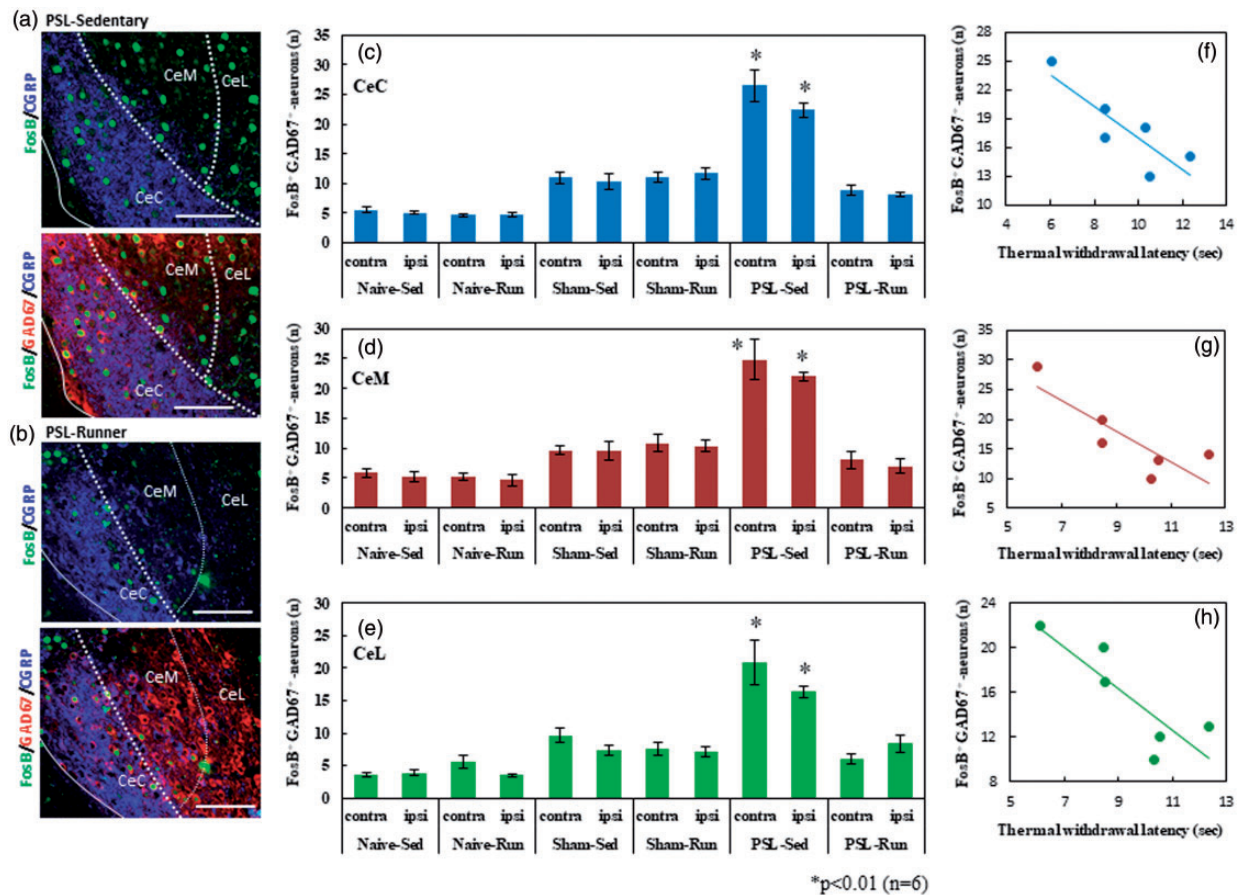 (a) PSL-Sedentary
FosB/CGRP
CeM
CeL
CeC
FosB/GAD67/CGRP
CeM
CeL
CeC
(b) PSL-Runner
FosB/CGRP
CeM
CeL
CeC
FosB/GAD67/CGRP
CeM
CeL
CeC
(c)
CeC
FosB⁺ GAD67⁺-neurons (n)
35
30
25
20
15
10
5
0
* *
contra ipsi contra ipsi contra ipsi contra ipsi contra ipsi contra ipsi
Naive-Sed Naive-Run Sham-Sed Sham-Run PSL-Sed PSL-Run
(d)
CeM
FosB⁺ GAD67⁺-neurons (n)
30
25
20
15
10
5
0
* *
contra ipsi contra ipsi contra ipsi contra ipsi contra ipsi contra ipsi
Naive-Sed Naive-Run Sham-Sed Sham-Run PSL-Sed PSL-Run
(e)
CeL
FosB⁺ GAD67⁺-neurons (n)
30
25
20
15
10
5
0
* *
contra ipsi contra ipsi contra ipsi contra ipsi contra ipsi contra ipsi
Naive-Sed Naive-Run Sham-Sed Sham-Run PSL-Sed PSL-Run
*p<0.01 (n=6)
(f)
FosB⁺ GAD67⁺-neurons (n)
28
25
22
19
16
13
10
4 6 8 10 12 14
Thermal withdrawal latency (sec)
(g)
FosB⁺ GAD67⁺-neurons (n)
35
30
25
20
15
10
5
5 7 9 11 13
Thermal withdrawal latency (sec)
(h)
FosB⁺ GAD67⁺-neurons (n)
24
20
16
12
8
5 7 9 11 13
Thermal withdrawal latency (sec)